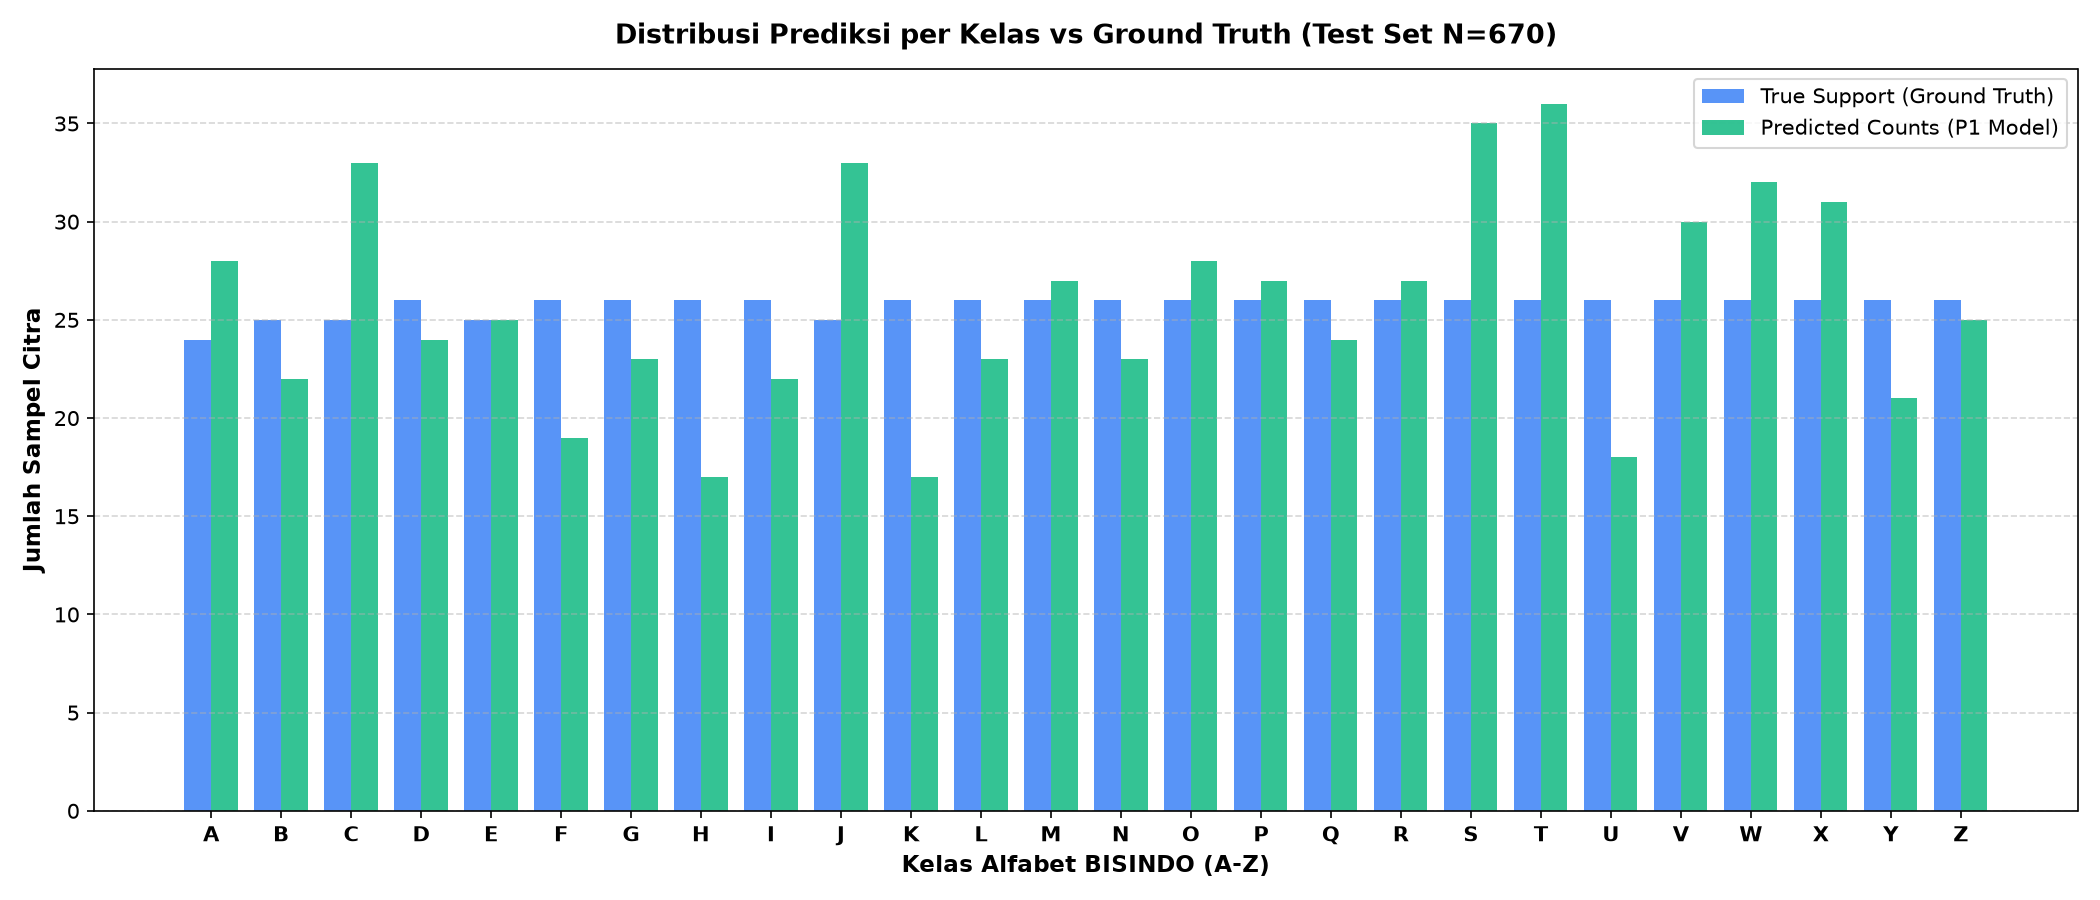 Distribusi Prediksi per Kelas vs Ground Truth (Test Set N=670)
True Support (Ground Truth)
Predicted Counts (P1 Model)
Jumlah Sampel Citra
35
30
25
20
15
10
5
0
A B C D E F G H I J K L M N O P Q R S T U V W X Y Z
Kelas Alfabet BISINDO (A-Z)